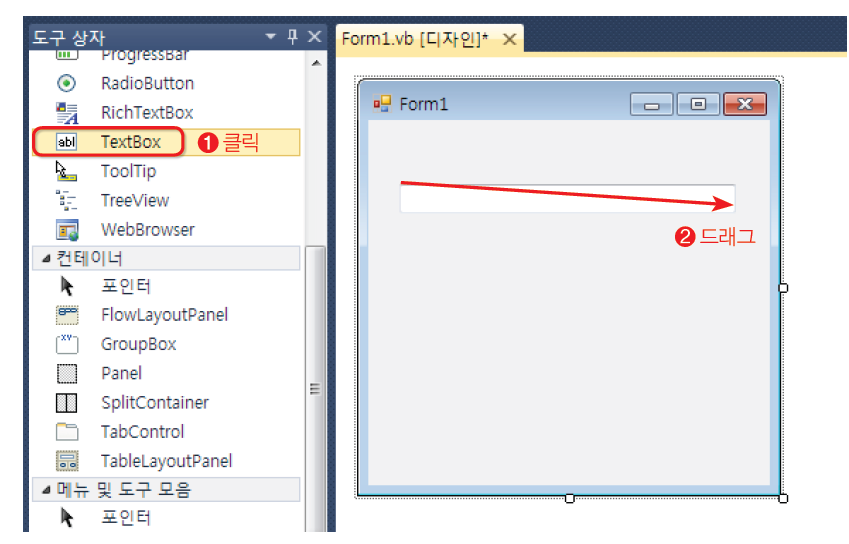 도구 상자
Form1.vb [디자인]*
ProgressBar
RadioButton
RichTextBox
abl TextBox ❶ 클릭
ToolTip
TreeView
WebBrowser
컨테이너
포인터
FlowLayoutPanel
XY GroupBox
Panel
SplitContainer
TabControl
TableLayoutPanel
메뉴 및 도구 모음
포인터
Form1
❷ 드래그